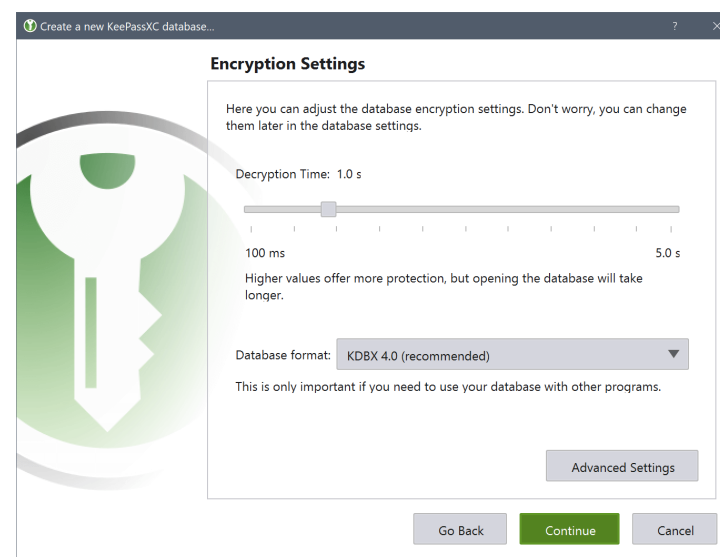 Create a new KeePassXC database...
?
Encryption Settings
Here you can adjust the database encryption settings. Don't worry, you can change
them later in the database settings.
Decryption Time: 1.0 s
100 ms 5.0 s
Higher values offer more protection, but opening the database will take
longer.
Database format: KDBX 4.0 (recommended)
This is only important if you need to use your database with other programs.
Advanced Settings
Go Back Continue Cancel